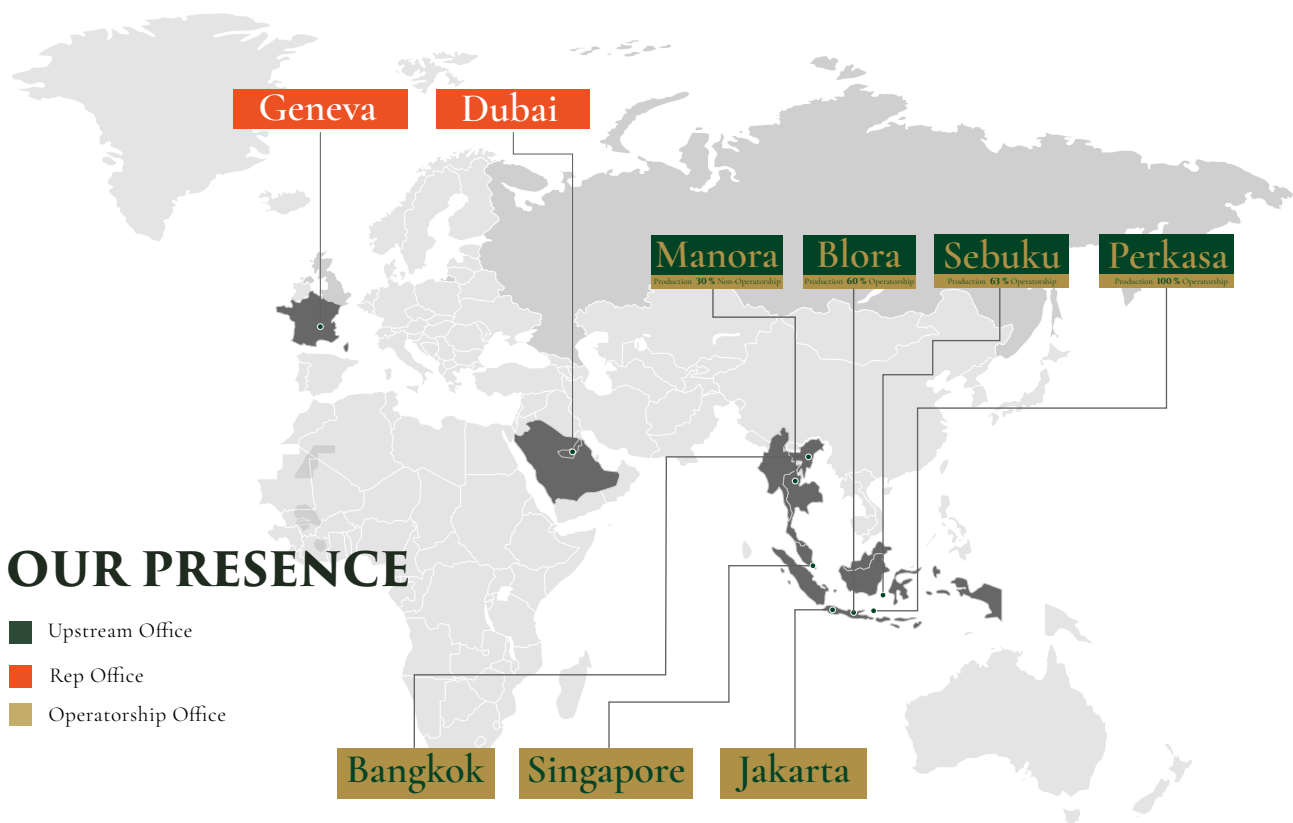 Geneva
Dubai
Manora
Production 30 % Non-Operatorship
Blora
Production 60 % Operatorship
Sebuku
Production 63 % Operatorship
Perkasa
Production 100 % Operatorship
OUR PRESENCE
Upstream Office
Rep Office
Operatorship Office
Bangkok
Singapore
Jakarta